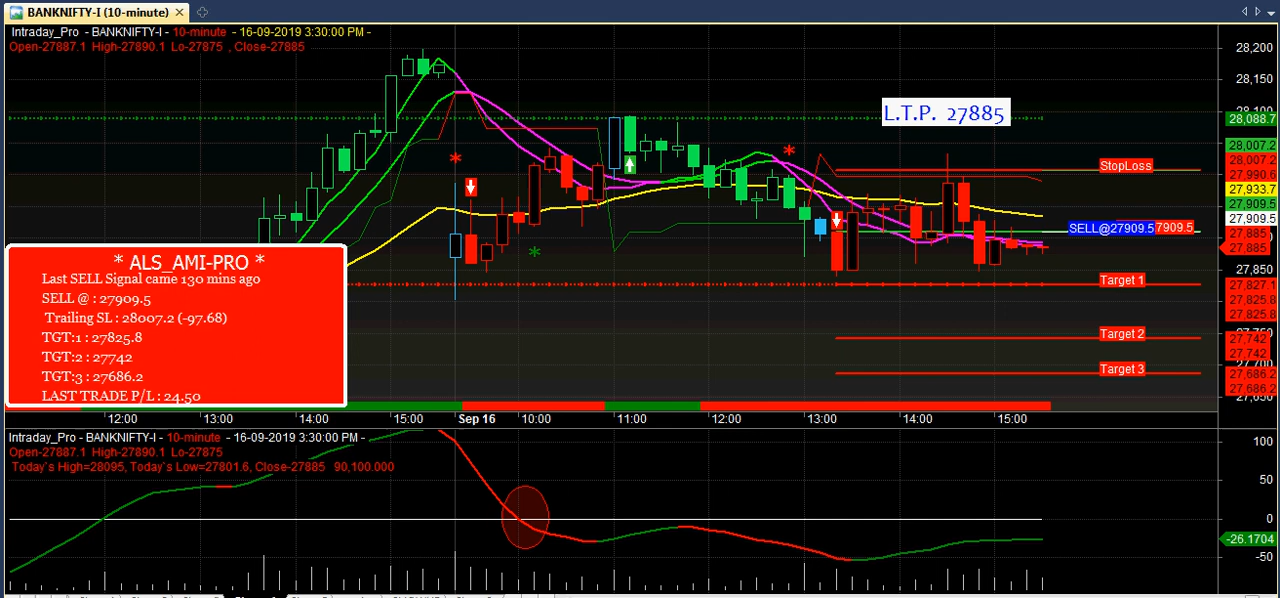 BANKNIFTY-I (10-minute)
Intraday_Pro - BANKNIFTY-I - 10-minute - 16-09-2019 3:30:00 PM -
Open-27887.1 High-27890.1 Lo-27875 , Close-27885
28,200
28,150
28,100
L.T.P. 27885
28,088.7
28,007.2
28,007.2
StopLoss
27,990.6
27,933.7
27,909.5
27,909.5
SELL@27909.5
7909.5
27,885
27,885
27,850
Target 1
27,827.1
27,825.8
27,825.8
Target 2
27,742
27,742
27,700
Target 3
27,686.2
27,686.2
27,650
* ALS_AMI-PRO *
Last SELL Signal came 130 mins ago
SELL @ : 27909.5
Trailing SL : 28007.2 (-97.68)
TGT:1 : 27825.8
TGT:2 : 27742
TGT:3 : 27686.2
LAST TRADE P/L : 24.50
12:00 13:00 14:00 15:00 Sep 16 10:00 11:00 12:00 13:00 14:00 15:00
Intraday_Pro - BANKNIFTY-I - 10-minute - 16-09-2019 3:30:00 PM -
Open-27887.1 High-27890.1 Lo-27875
Today`s High=28095, Today`s Low=27801.6, Close-27885 90,100.000
100
50
0
-26.1704
-50